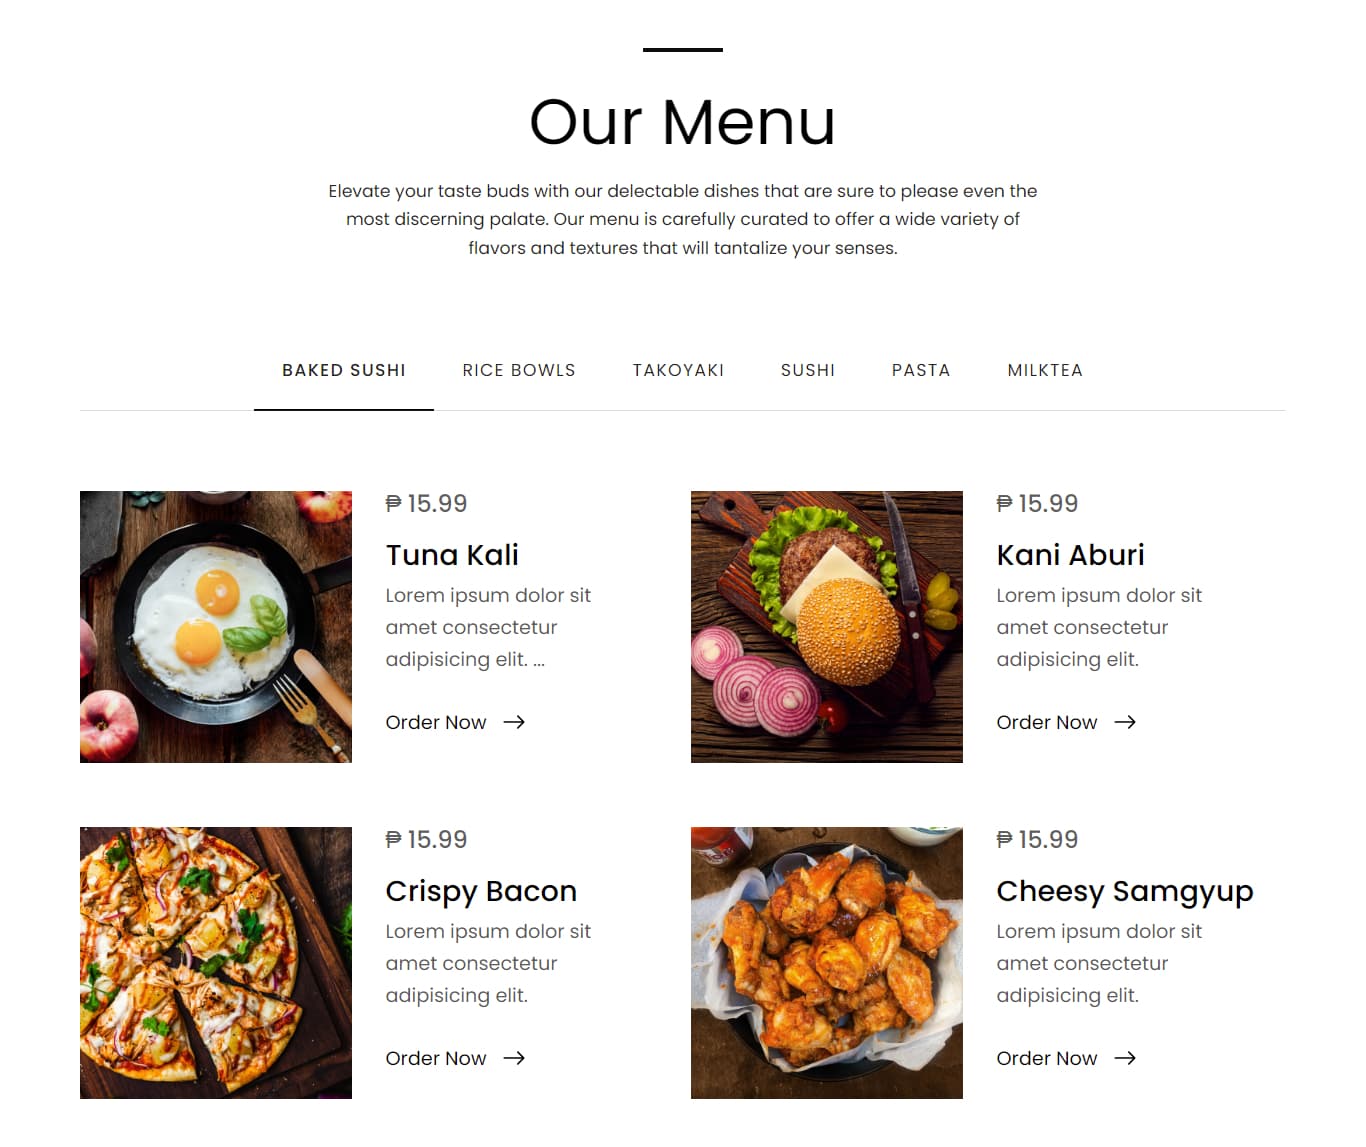 Our Menu
Elevate your taste buds with our delectable dishes that are sure to please even the
most discerning palate. Our menu is carefully curated to offer a wide variety of
flavors and textures that will tantalize your senses.
BAKED SUSHI RICE BOWLS TAKOYAKI SUSHI PASTA MILKTEA
₱ 15.99
Tuna Kali
Lorem ipsum dolor sit
amet consectetur
adipisicing elit. ...
Order Now →
₱ 15.99
Kani Aburi
Lorem ipsum dolor sit
amet consectetur
adipisicing elit.
Order Now →
₱ 15.99
Crispy Bacon
Lorem ipsum dolor sit
amet consectetur
adipisicing elit.
Order Now →
₱ 15.99
Cheesy Samgyup
Lorem ipsum dolor sit
amet consectetur
adipisicing elit.
Order Now →